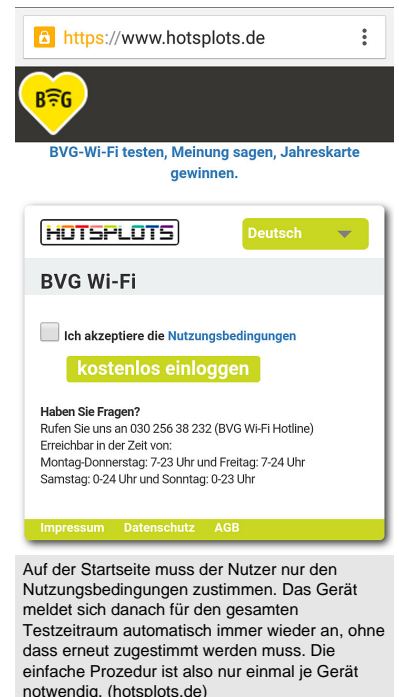 https://www.hotsplots.de
BVG
BVG-Wi-Fi testen, Meinung sagen, Jahreskarte
gewinnen.
HOTSPLOTS
Deutsch
BVG Wi-Fi
Ich akzeptiere die Nutzungsbedingungen
kostenlos einloggen
Haben Sie Fragen?
Rufen Sie uns an 030 256 38 232 (BVG Wi-Fi Hotline)
Erreichbar in der Zeit von:
Montag-Donnerstag: 7-23 Uhr und Freitag: 7-24 Uhr
Samstag: 0-24 Uhr und Sonntag: 0-23 Uhr
Impressum Datenschutz AGB
Auf der Startseite muss der Nutzer nur den
Nutzungsbedingungen zustimmen. Das Gerät
meldet sich danach für den gesamten
Testzeitraum automatisch immer wieder an, ohne
dass erneut zugestimmt werden muss. Die
einfache Prozedur ist also nur einmal je Gerät
notwendig. (hotsplots.de)